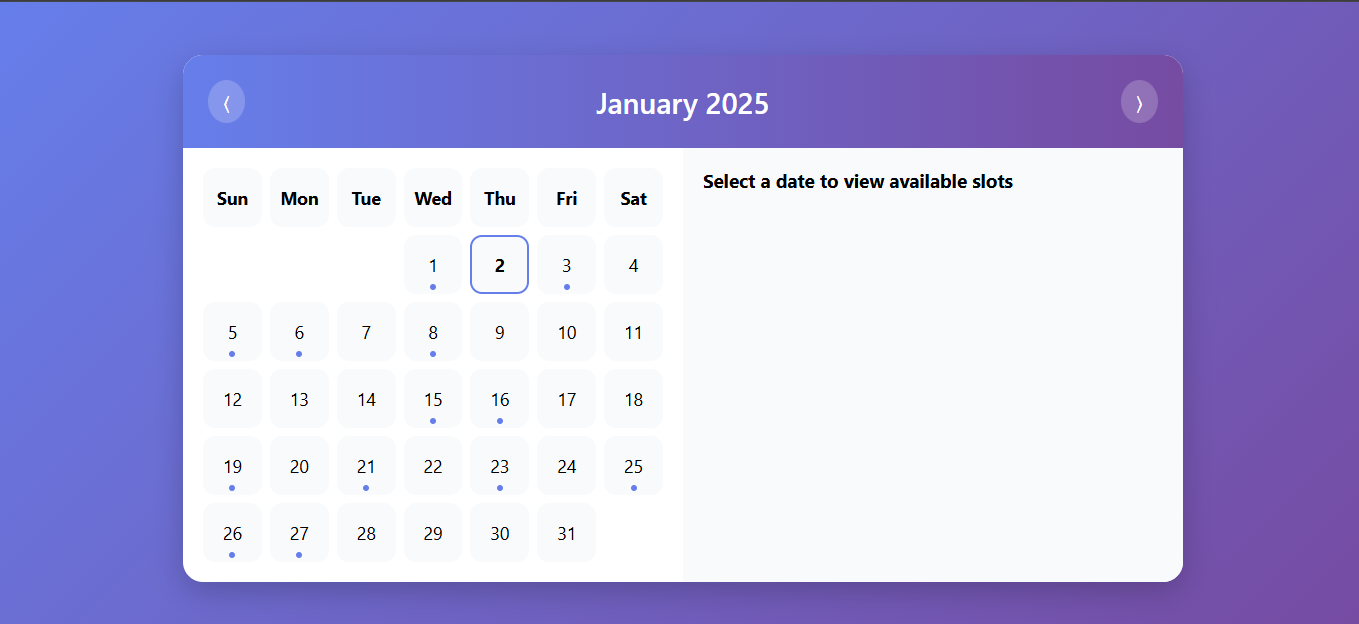 ⟨ January 2025 ⟩
Select a date to view available slots
Sun Mon Tue Wed Thu Fri Sat
1 2 3 4
5 6 7 8 9 10 11
12 13 14 15 16 17 18
19 20 21 22 23 24 25
26 27 28 29 30 31